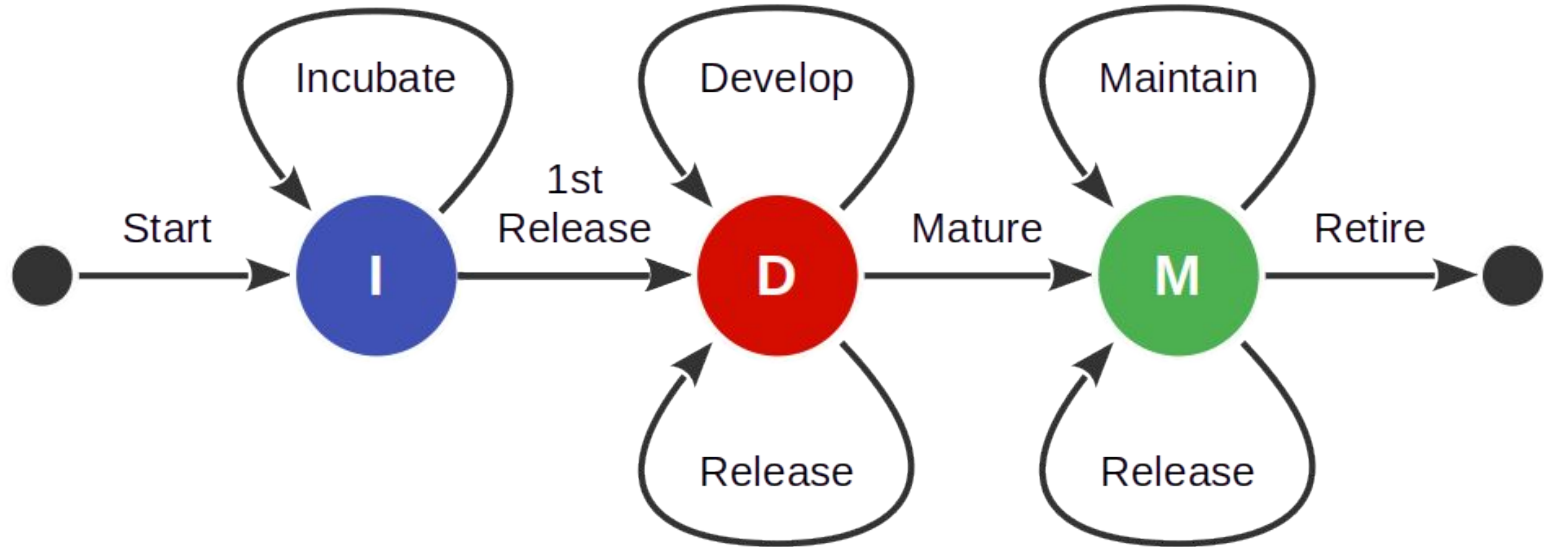 Incubate
Develop
Maintain
Start
1st
Release
Mature
Retire
I
D
M
Release
Release